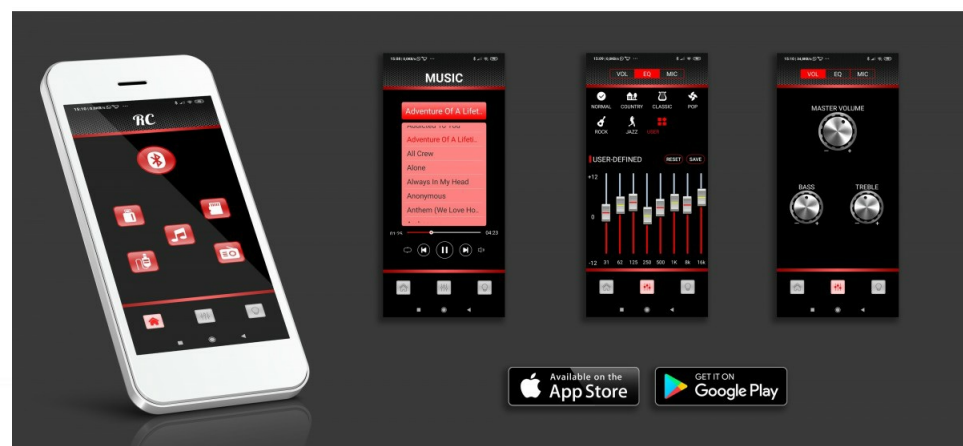 RC
MUSIC
Adventure Of A Lifet..
Adventure Of A Lifeti..
All Crew
Alone
Always In My Head
Anonymous
Anthem (We Love Ho..
04:23
VOL EQ MIC
NORMAL COUNTRY CLASSIC POP
ROCK JAZZ USER
USER-DEFINED RESET SAVE
+12
0
-12 31 62 125 250 500 1K 8k 16k
VOL EQ MIC
MASTER VOLUME
- +
BASS TREBLE
- + - +
Available on the
App Store
GET IT ON
Google Play